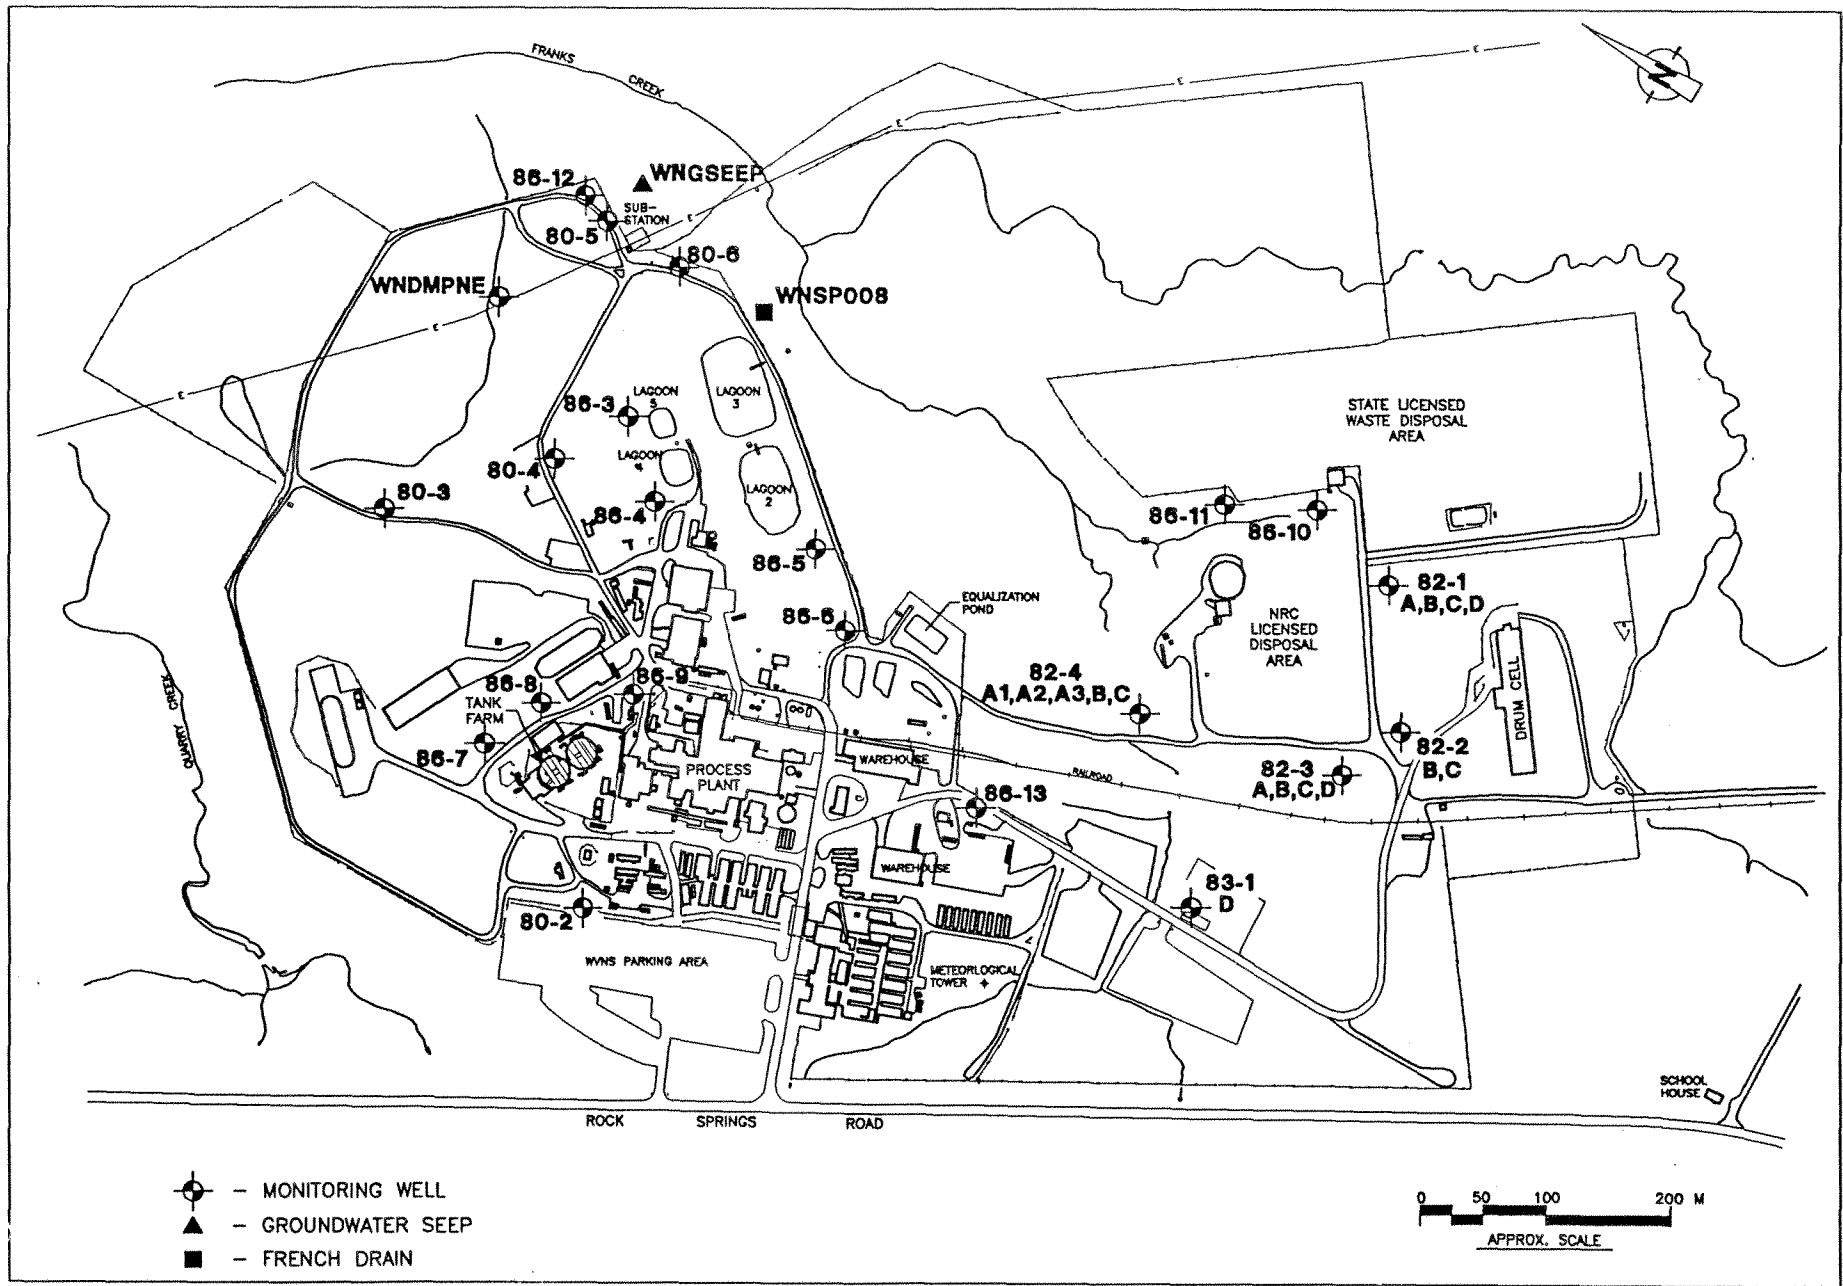 FRANKS
CREEK
N
E
E
E
E
E
E
86-12
WNGSEEP
SUB-
STATION
80-5
80-6
WNDMPNE
WNSP008
LAGOON
5
LAGOON
3
86-3
STATE LICENSED
WASTE DISPOSAL
AREA
80-4
LAGOON
4
LAGOON
2
80-3
86-4
86-11
86-10
86-5
82-1
A,B,C,D
EQUALIZATION
POND
86-6
NRC
LICENSED
DISPOSAL
AREA
82-4
A1,A2,A3,B,C
DRUM CELL
QUARRY CREEK
86-8
86-9
TANK
FARM
86-7
PROCESS
PLANT
WAREHOUSE
RAILROAD
82-2
B,C
82-3
A,B,C,D
86-13
WAREHOUSE
83-1
D
80-2
WVNS PARKING AREA
METEORLOGICAL
TOWER
SCHOOL
HOUSE
ROCK SPRINGS ROAD
- MONITORING WELL
- GROUNDWATER SEEP
- FRENCH DRAIN
0 50 100 200 M
APPROX. SCALE